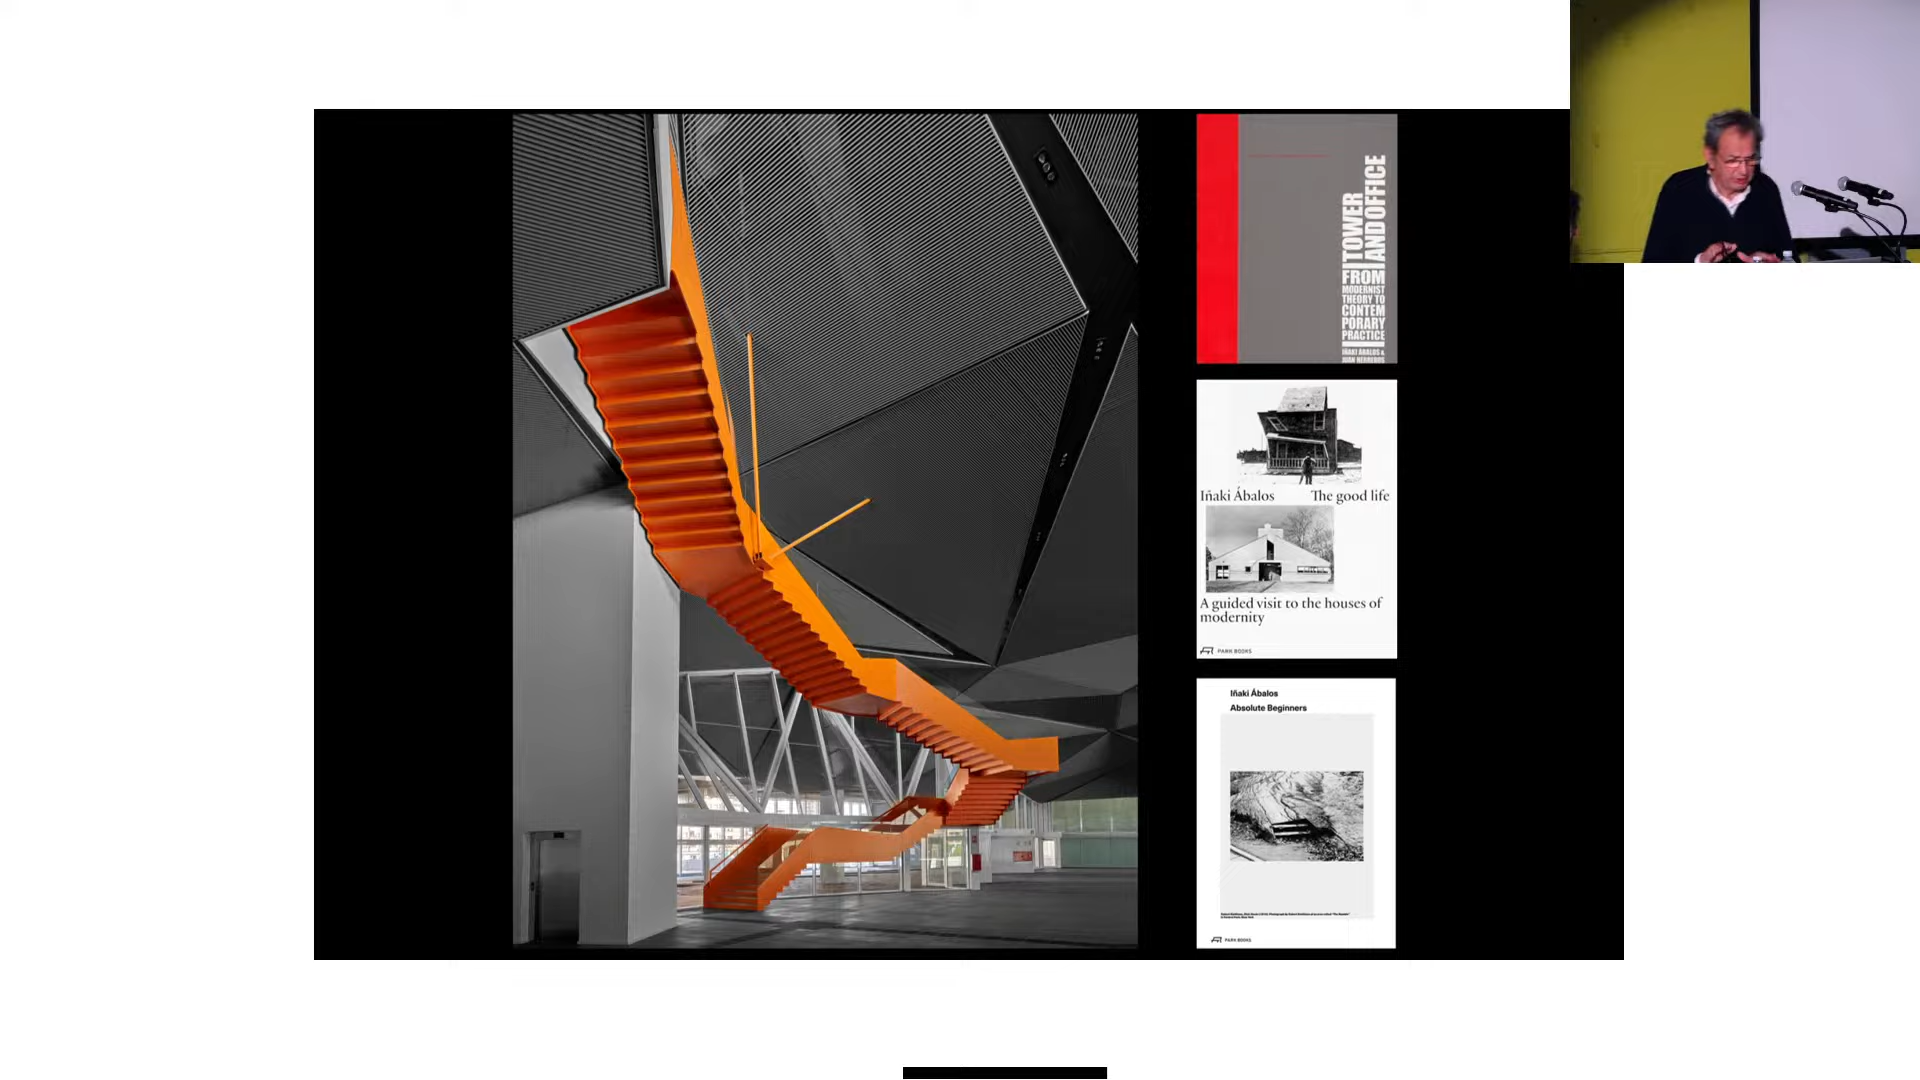 TOWER
AND OFFICE
FROM
MODERNIST
THEORY TO
CONTEM
PORARY
PRACTICE
IÑAKI ÁBALOS &
JUAN HERREROS
Iñaki Ábalos The good life
A guided visit to the houses of
modernity
PARK BOOKS
Iñaki Ábalos
Absolute Beginners
PARK BOOKS